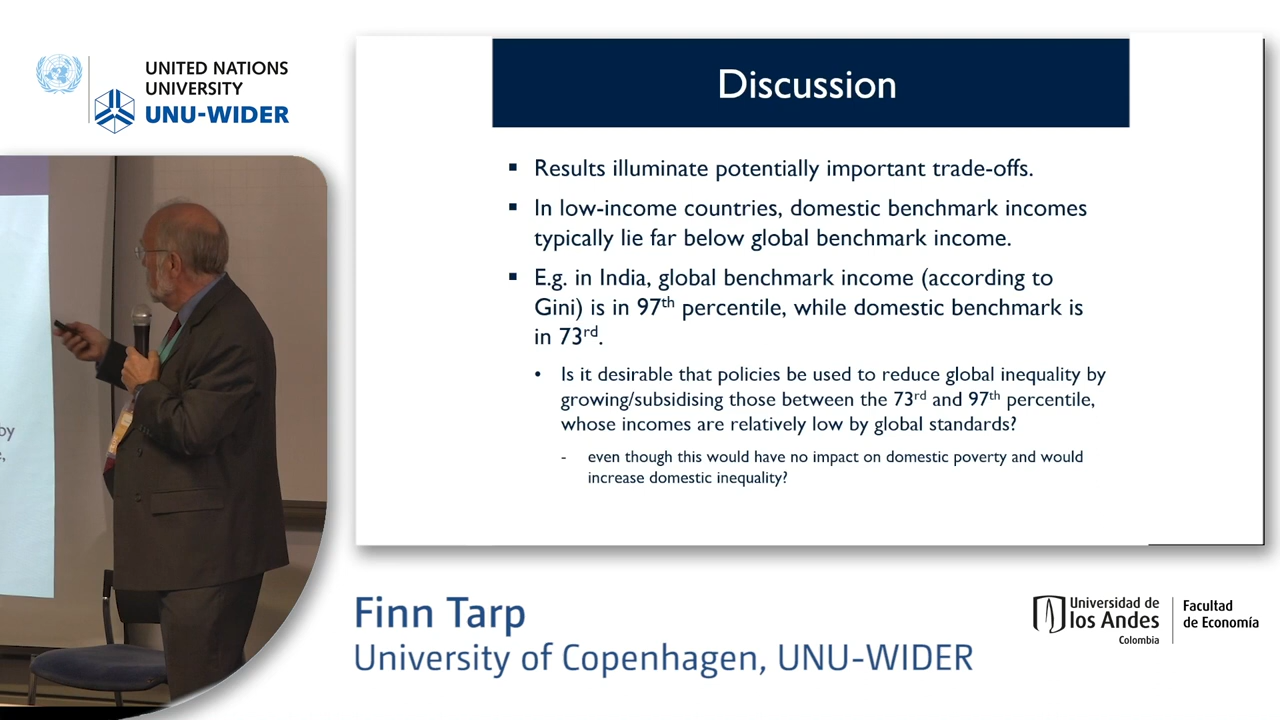 UNITED NATIONS
UNIVERSITY
UNU-WIDER
Discussion
▪ Results illuminate potentially important trade-offs.
▪ In low-income countries, domestic benchmark incomes
typically lie far below global benchmark income.
▪ E.g. in India, global benchmark income (according to
Gini) is in 97th percentile, while domestic benchmark is
in 73rd.
• Is it desirable that policies be used to reduce global inequality by
growing/subsidising those between the 73rd and 97th percentile,
whose incomes are relatively low by global standards?
- even though this would have no impact on domestic poverty and would
increase domestic inequality?
by
Finn Tarp
University of Copenhagen, UNU-WIDER
Universidad de
los Andes
Colombia
Facultad
de Economía